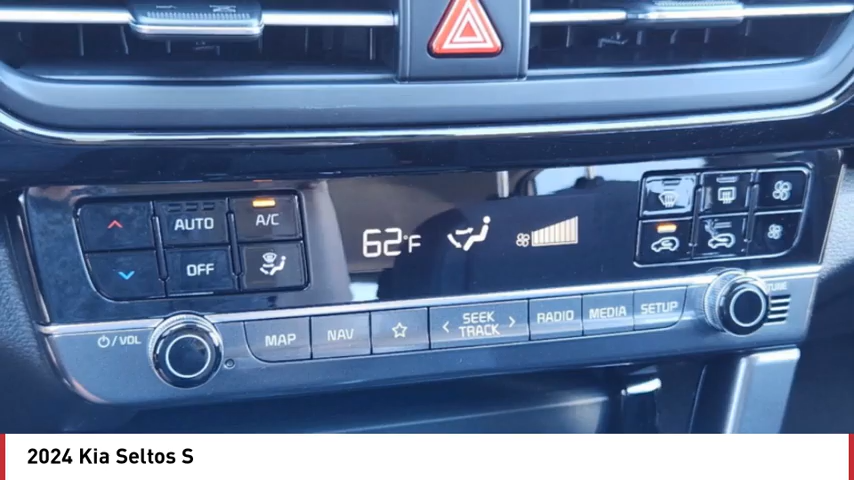 AUTO A/C
62°F
OFF
⏻/VOL MAP NAV ☆ < SEEK TRACK > RADIO MEDIA SETUP TUNE
2024 Kia Seltos S